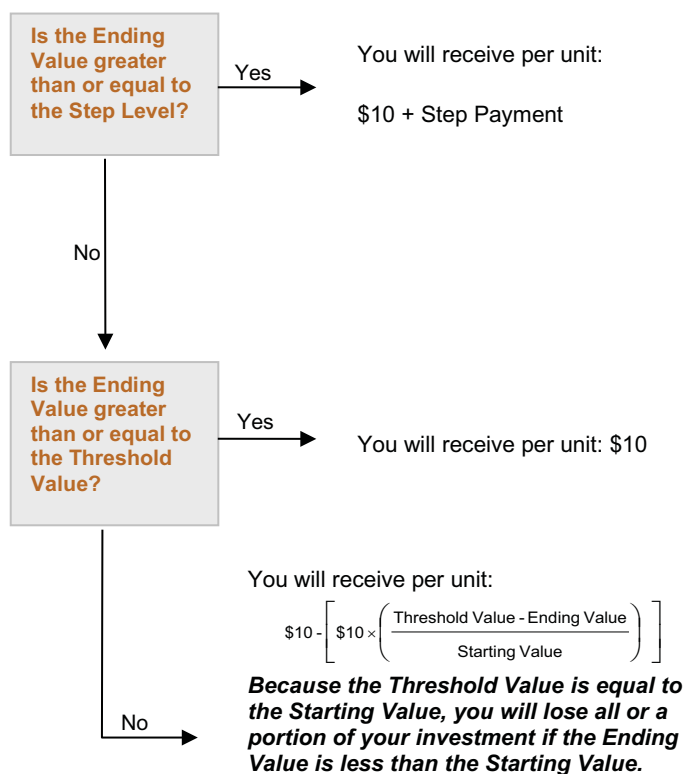 Is the Ending
Value greater
than or equal to
the Step Level?
Yes
You will receive per unit:
$10 + Step Payment
No
Is the Ending
Value greater
than or equal to
the Threshold
Value?
Yes
You will receive per unit: $10
You will receive per unit:
$10 - [ $10 × ( Threshold Value - Ending Value / Starting Value ) ]
Because the Threshold Value is equal to
the Starting Value, you will lose all or a
portion of your investment if the Ending
Value is less than the Starting Value.
No